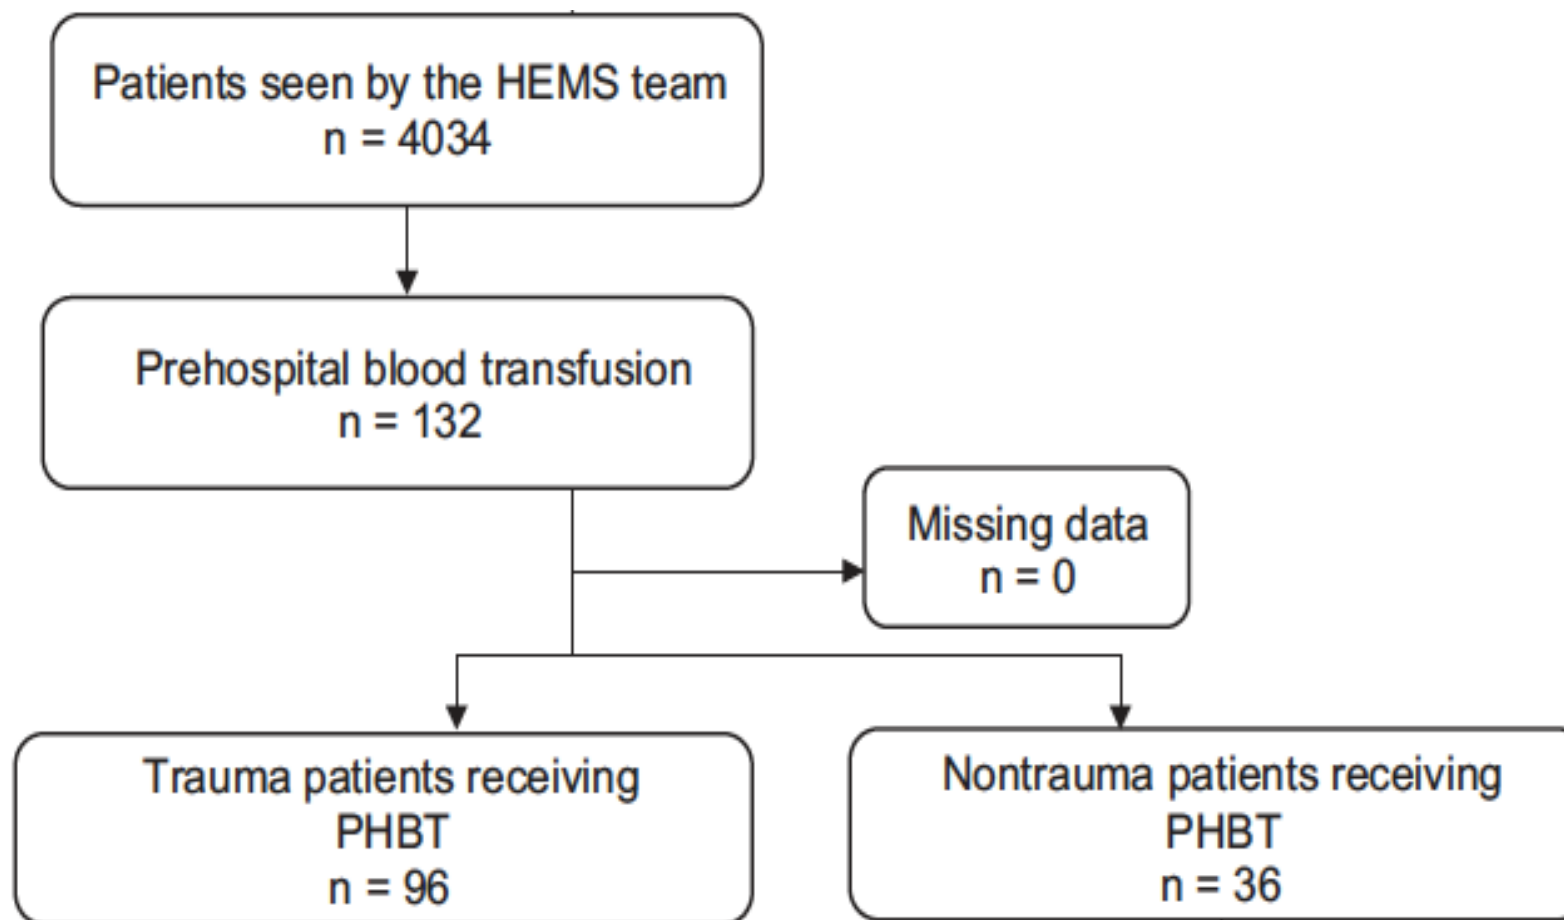 Patients seen by the HEMS team
n = 4034
Prehospital blood transfusion
n = 132
Missing data
n = 0
Trauma patients receiving
PHBT
n = 96
Nontrauma patients receiving
PHBT
n = 36